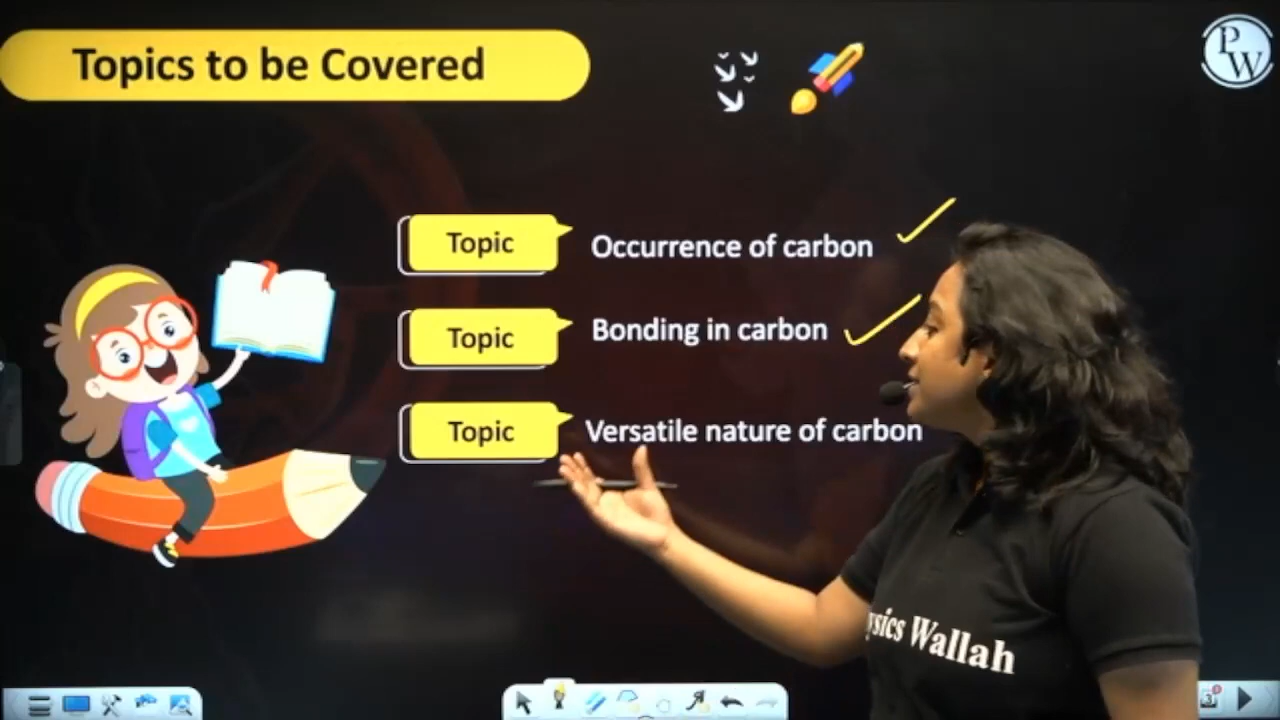 Topics to be Covered
PW
Topic Occurrence of carbon
Topic Bonding in carbon
Topic Versatile nature of carbon
Wallah